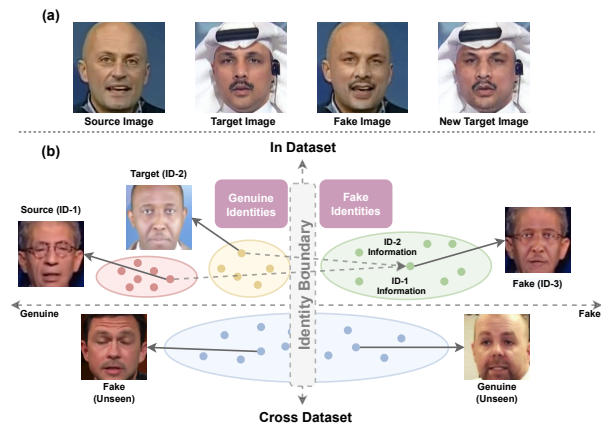 (a)
Source Image
Target Image
Fake Image
New Target Image
(b)
In Dataset
Target (ID-2)
Genuine
Identities
Fake
Identities
Source (ID-1)
ID-2
Information
ID-1
Information
Fake (ID-3)
Identity Boundary
Genuine
Fake
Fake
(Unseen)
Genuine
(Unseen)
Cross Dataset